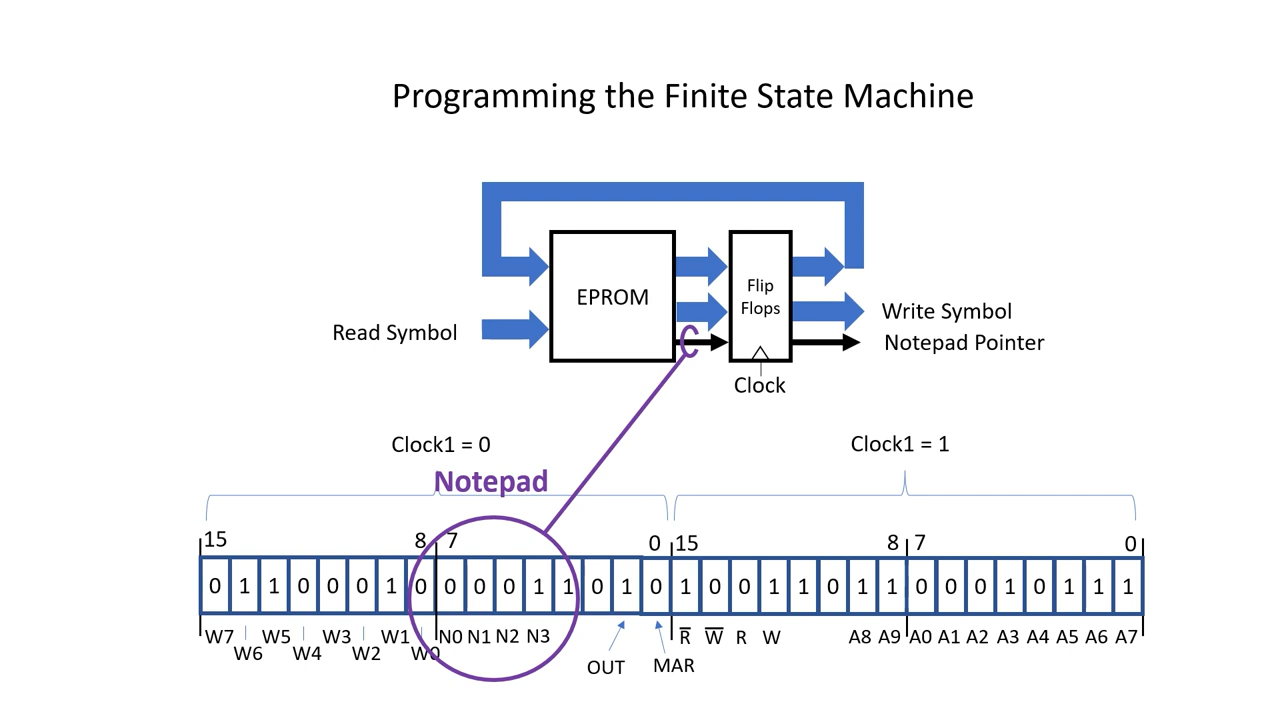 Programming the Finite State Machine
EPROM
Flip
Flops
Read Symbol
Write Symbol
Notepad Pointer
Clock
Clock1 = 0
Clock1 = 1
Notepad
15 8 7 0 15 8 7 0
0 1 1 0 0 0 1 0 0 0 0 1 1 0 1 0 1 0 0 1 1 0 1 1 0 0 0 1 0 1 1 1
W7 W5 W3 W1 N0 N1 N2 N3 R̅ W̅ R W A8 A9 A0 A1 A2 A3 A4 A5 A6 A7
W6 W4 W2 W0
OUT MAR